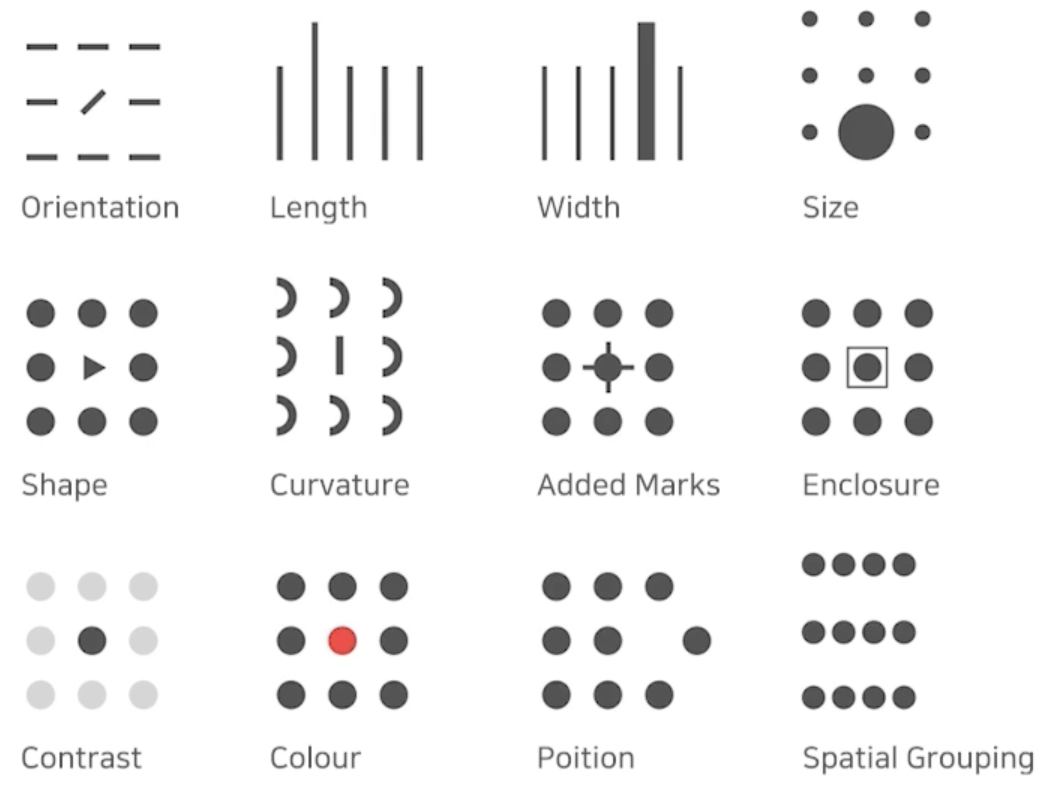 Orientation
Length
Width
Size
Shape
Curvature
Added Marks
Enclosure
Contrast
Colour
Poition
Spatial Grouping